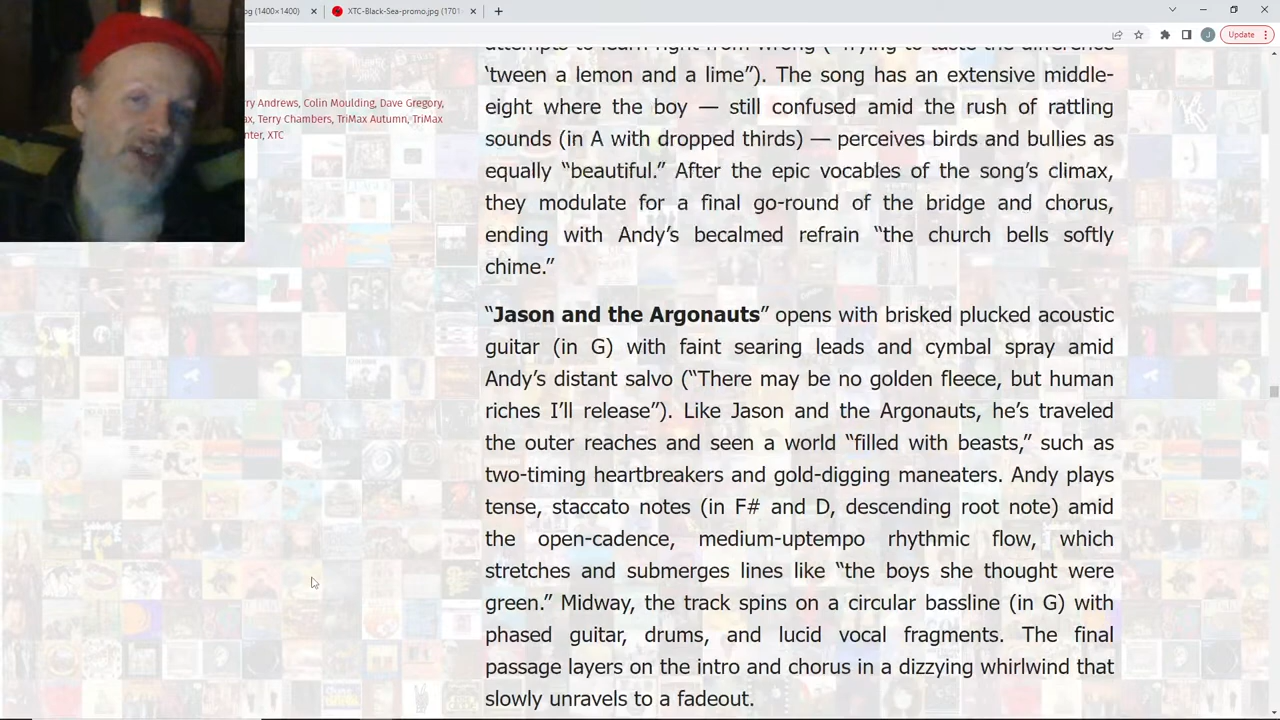 pg (1400×1400)
XTC-Black-Sea-promo.jpg (1701
Update
J
attempts to learn right from wrong (“Trying to taste the difference
‘tween a lemon and a lime”). The song has an extensive middle-
eight where the boy — still confused amid the rush of rattling
sounds (in A with dropped thirds) — perceives birds and bullies as
equally “beautiful.” After the epic vocables of the song’s climax,
they modulate for a final go-round of the bridge and chorus,
ending with Andy’s becalmed refrain “the church bells softly
chime.”
“Jason and the Argonauts” opens with brisked plucked acoustic
guitar (in G) with faint searing leads and cymbal spray amid
Andy’s distant salvo (“There may be no golden fleece, but human
riches I’ll release”). Like Jason and the Argonauts, he’s traveled
the outer reaches and seen a world “filled with beasts,” such as
two-timing heartbreakers and gold-digging maneaters. Andy plays
tense, staccato notes (in F# and D, descending root note) amid
the open-cadence, medium-uptempo rhythmic flow, which
stretches and submerges lines like “the boys she thought were
green.” Midway, the track spins on a circular bassline (in G) with
phased guitar, drums, and lucid vocal fragments. The final
passage layers on the intro and chorus in a dizzying whirlwind that
slowly unravels to a fadeout.
rry Andrews, Colin Moulding, Dave Gregory,
ax, Terry Chambers, TriMax Autumn, TriMax
nter, XTC